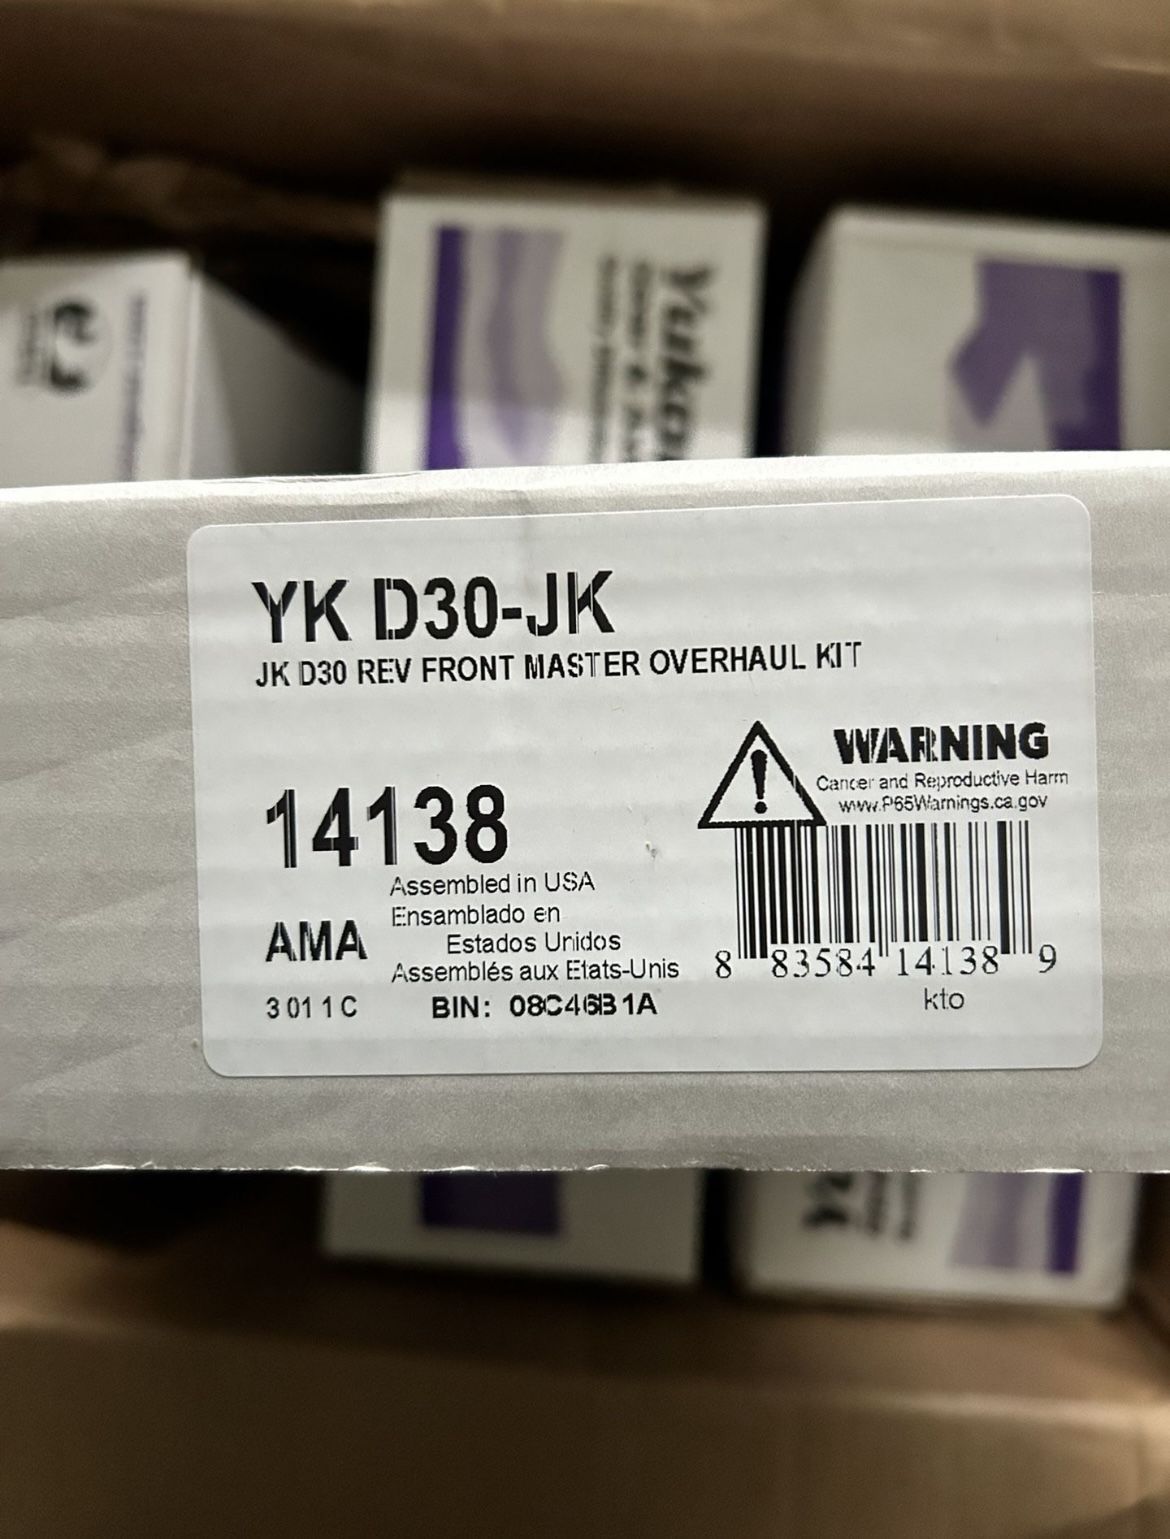 Yukon
YK D30-JK
JK D30 REV FRONT MASTER OVERHAUL KIT
WARNING
Cancer and Reproductive Harm
www.P65Warnings.ca.gov
14138
Assembled in USA
Ensamblado en
Estados Unidos
Assemblés aux Etats-Unis
AMA
3011C
BIN: 08C46B1A
8 83584 14138 9
kto